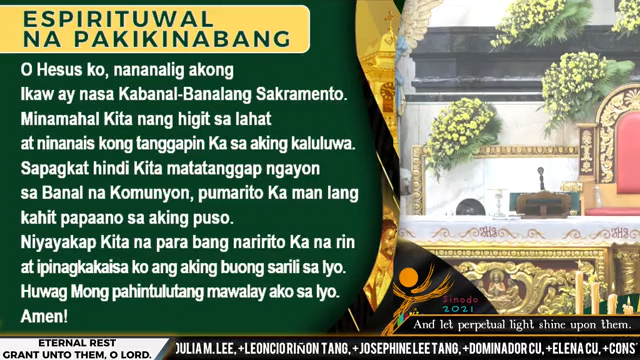 ESPIRITUWAL
NA PAKIKINABANG
O Hesus ko, nananalig akong
Ikaw ay nasa Kabanal-Banalang Sakramento.
Minamahal Kita nang higit sa lahat
at ninanais kong tanggapin Ka sa aking kaluluwa.
Sapagkat hindi Kita matatanggap ngayon
sa Banal na Komunyon, pumarito Ka man lang
kahit papaano sa aking puso.
Niyayakap Kita na para bang naririto Ka na rin
at ipinagkakaisa ko ang aking buong sarili sa Iyo.
Huwag Mong pahintulutang mawalay ako sa Iyo.
Amen!
Sinodo
2021
And let perpetual light shine upon them.
ETERNAL REST
GRANT UNTO THEM, O LORD.
JULIA M. LEE, +LEONCIO RIÑON TANG, +JOSEPHINE LEE TANG, +DOMINADOR CU, +ELENA CU, +CONS